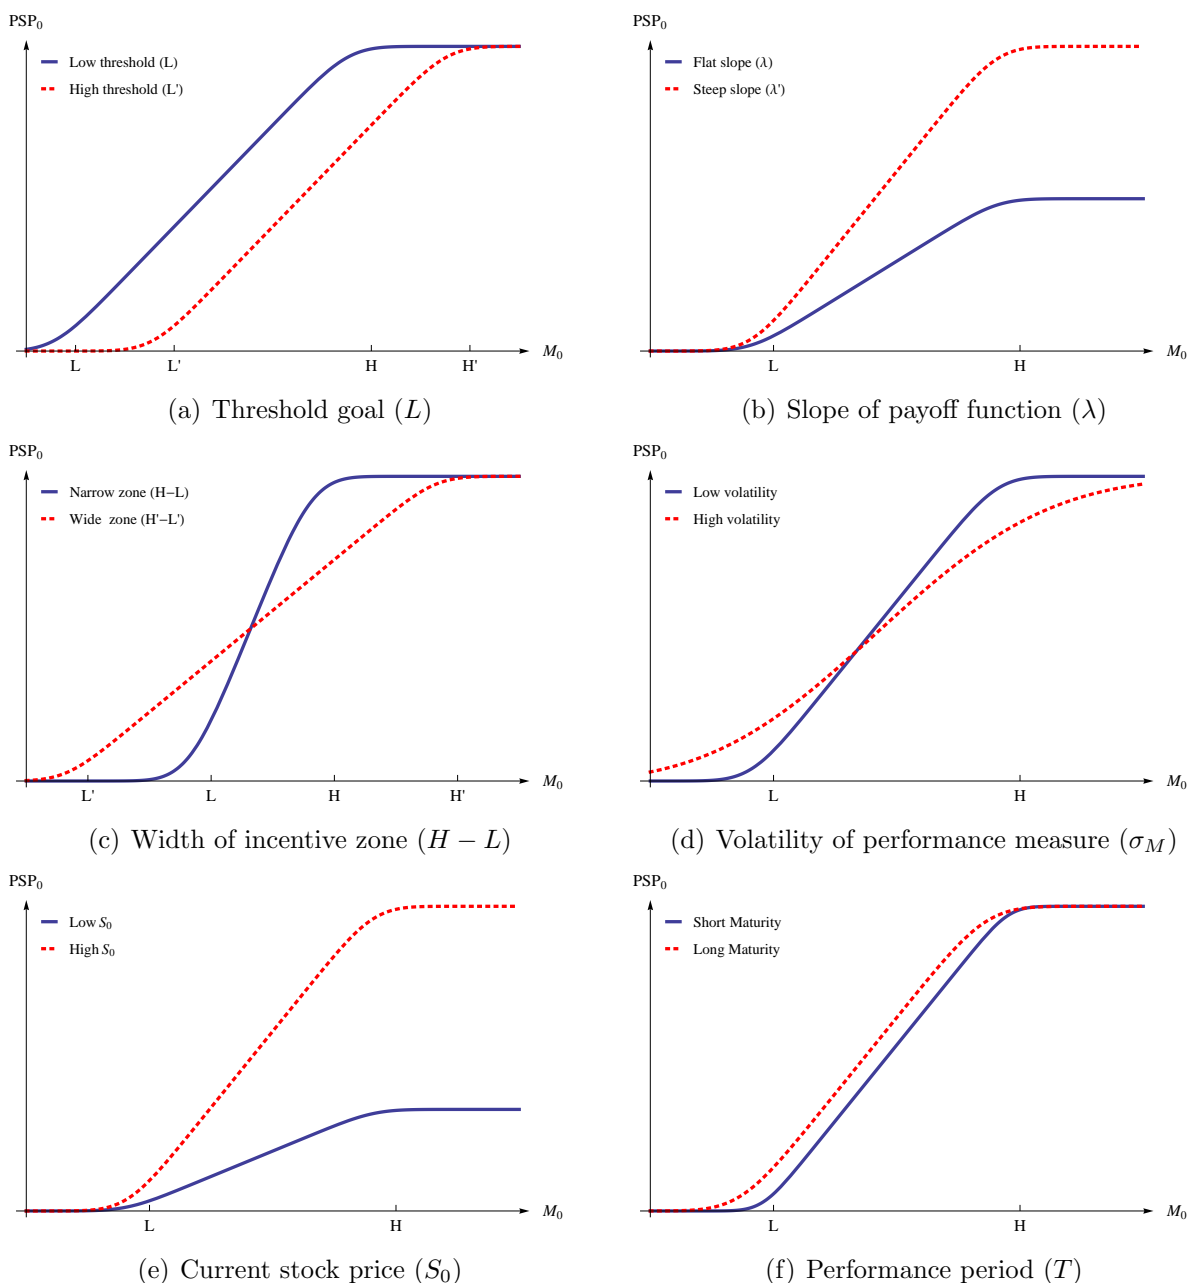 PSP0
Low threshold (L)
High threshold (L')
L
L'
H
H'
M0
(a) Threshold goal (L)
PSP0
Flat slope (λ)
Steep slope (λ')
L
H
M0
(b) Slope of payoff function (λ)
PSP0
Narrow zone (H−L)
Wide zone (H'−L')
L'
L
H
H'
M0
(c) Width of incentive zone (H − L)
PSP0
Low volatility
High volatility
L
H
M0
(d) Volatility of performance measure (σM)
PSP0
Low S0
High S0
L
H
M0
(e) Current stock price (S0)
PSP0
Short Maturity
Long Maturity
L
H
M0
(f) Performance period (T)